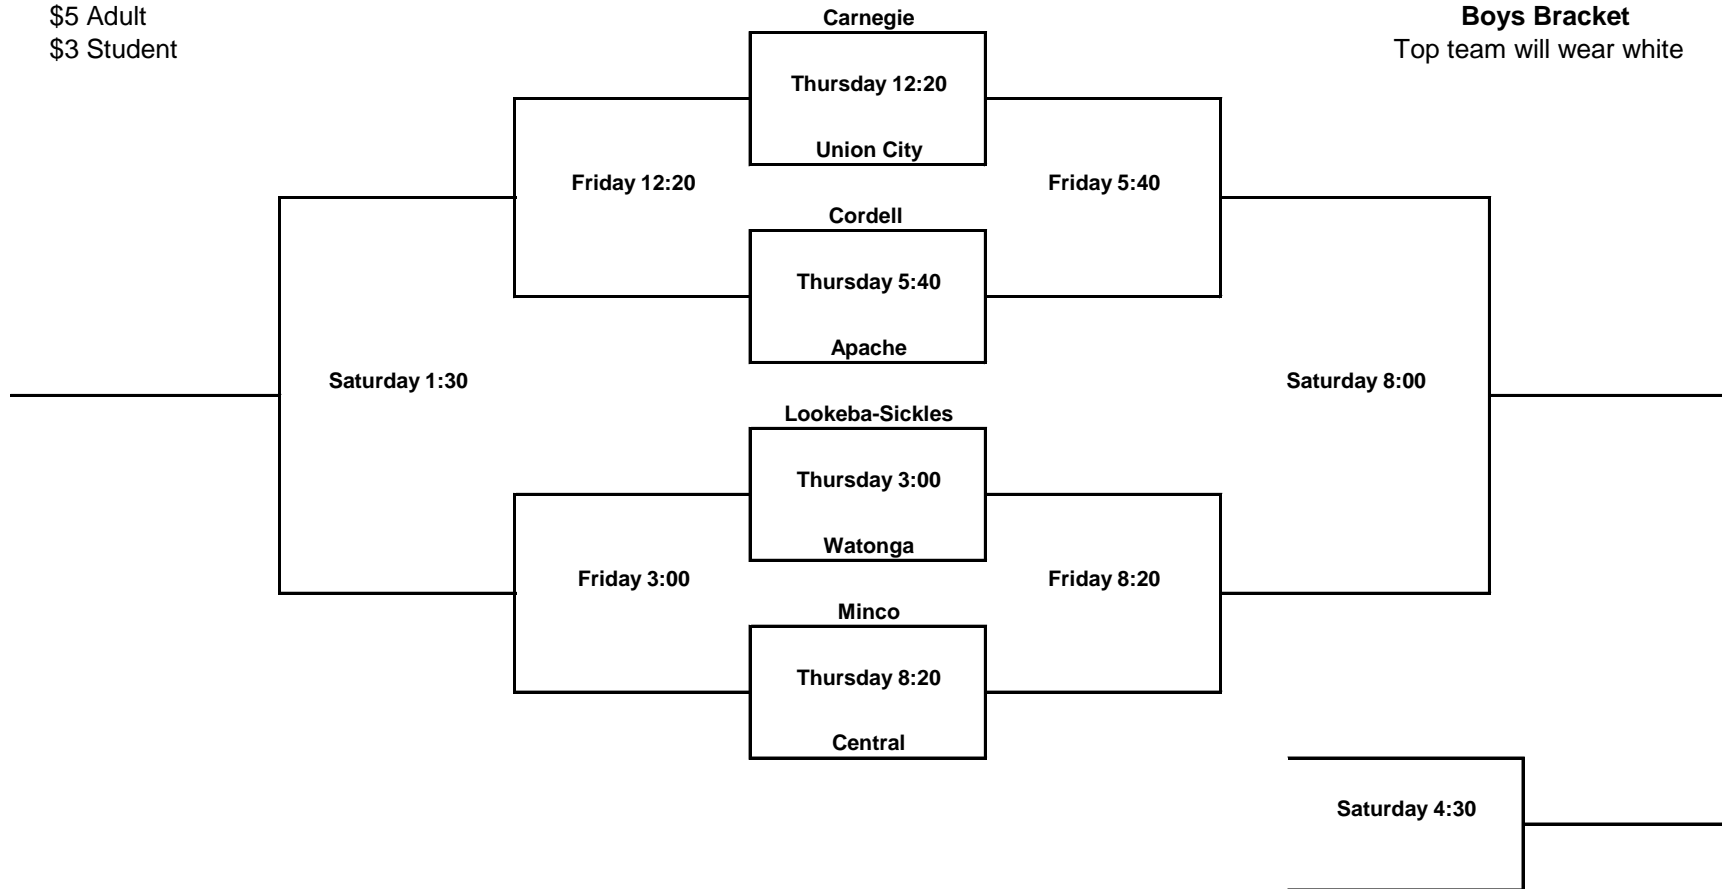 $5 Adult
$3 Student
Carnegie
Boys Bracket
Top team will wear white
Thursday 12:20
Union City
Friday 12:20
Friday 5:40
Cordell
Thursday 5:40
Apache
Saturday 1:30
Saturday 8:00
Lookeba-Sickles
Thursday 3:00
Watonga
Friday 3:00
Friday 8:20
Minco
Thursday 8:20
Central
Saturday 4:30